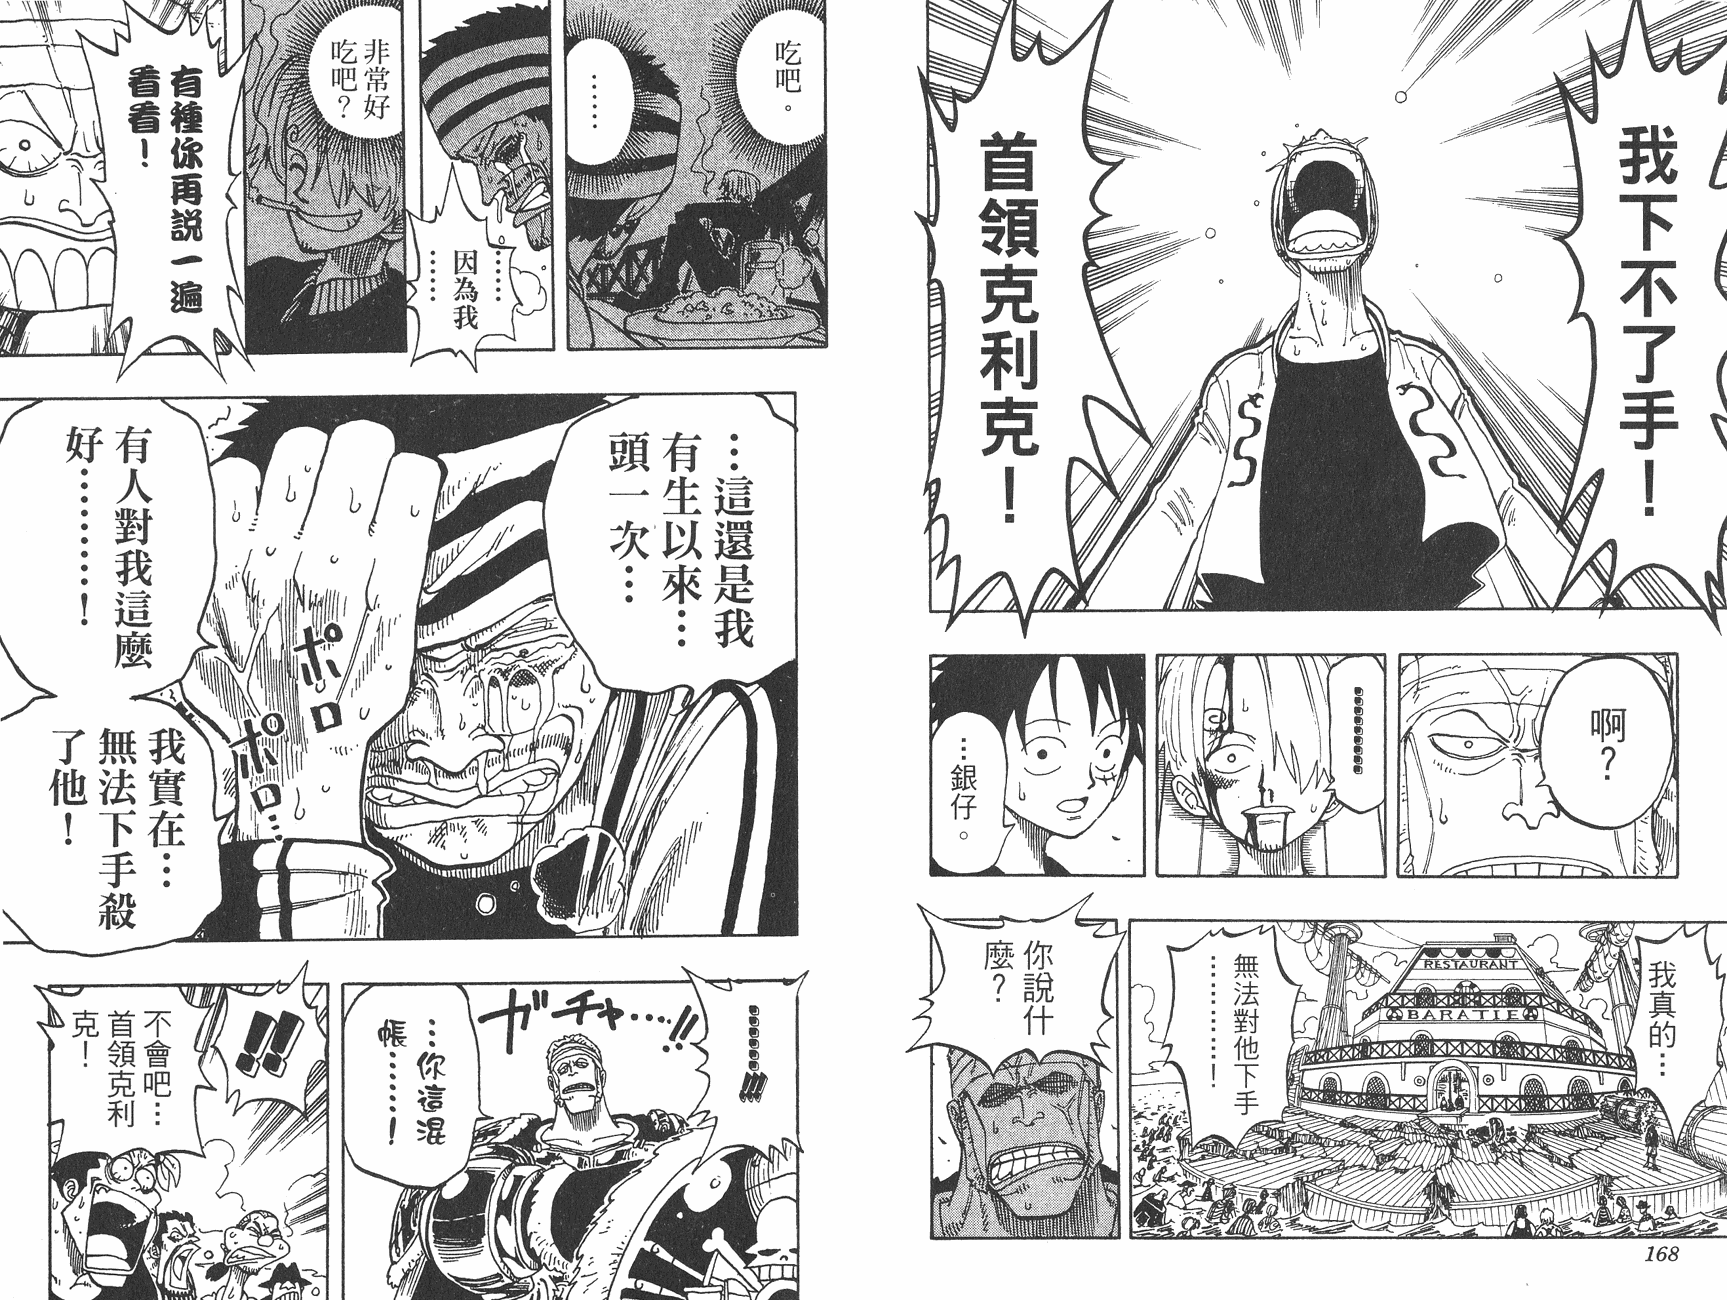 我下不了手！
首領克利克！
啊？
………
…銀仔。
我真的…
無法對他下手
…………！
RESTAURANT
BARATIE
你說什
麼？
168
吃吧。
……
……
因為我
……
非常好
吃吧？
有種你再説一遍
看看！
…這還是我
有生以來…
頭一次…
有人對我這麼
好………！
ポロ
ポロ…
我實在…
無法下手殺
了他！
………!!!
ガチャ…!!
…你這混
帳……！
!!!
不會吧…
首領克利
克！